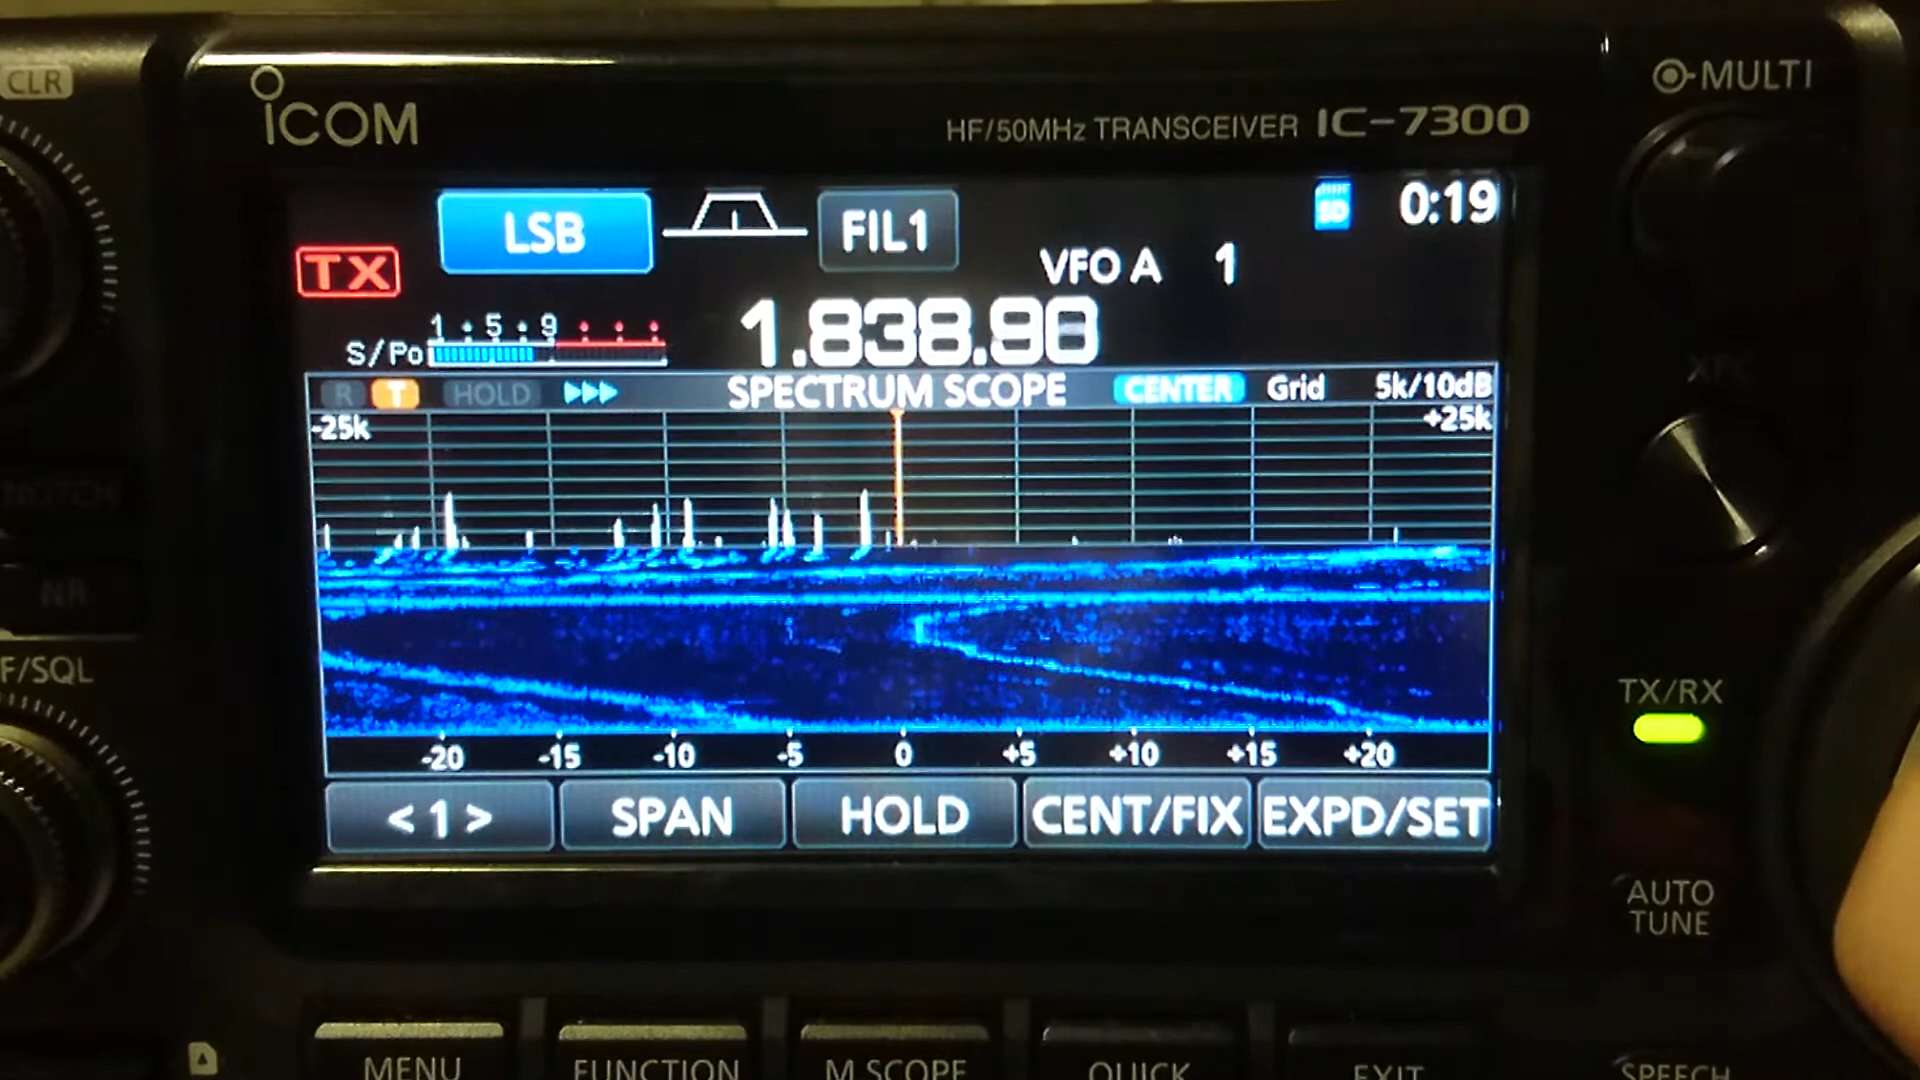 CLR
ICOM
HF/50MHz TRANSCEIVER IC-7300
MULTI
LSB
FIL1
SD
0:19
TX
VFO A 1
1 5 9
S/Po
1.838.90
R T HOLD SPECTRUM SCOPE CENTER Grid 5k/10dB
-25k
+25k
NOTCH
NR
F/SQL
TX/RX
-20 -15 -10 -5 0 +5 +10 +15 +20
< 1 > SPAN HOLD CENT/FIX EXPD/SET
AUTO
TUNE
MENU FUNCTION M.SCOPE QUICK EXIT SPEECH